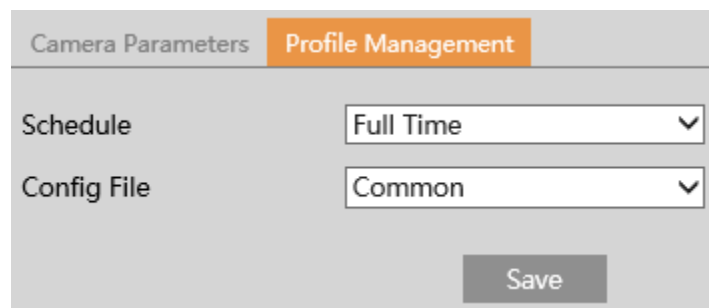 Camera Parameters Profile Management
Schedule Full Time
Config File Common
Save